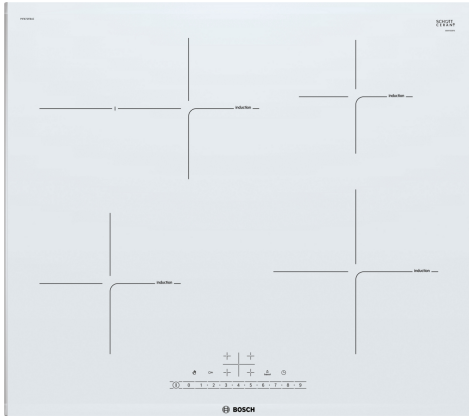 SCHOTT
CERAN®
induction
induction
induction
induction
0 · 1 · 2 · 3 · 4 · 5 · 6 · 7 · 8 · 9
BOSCH